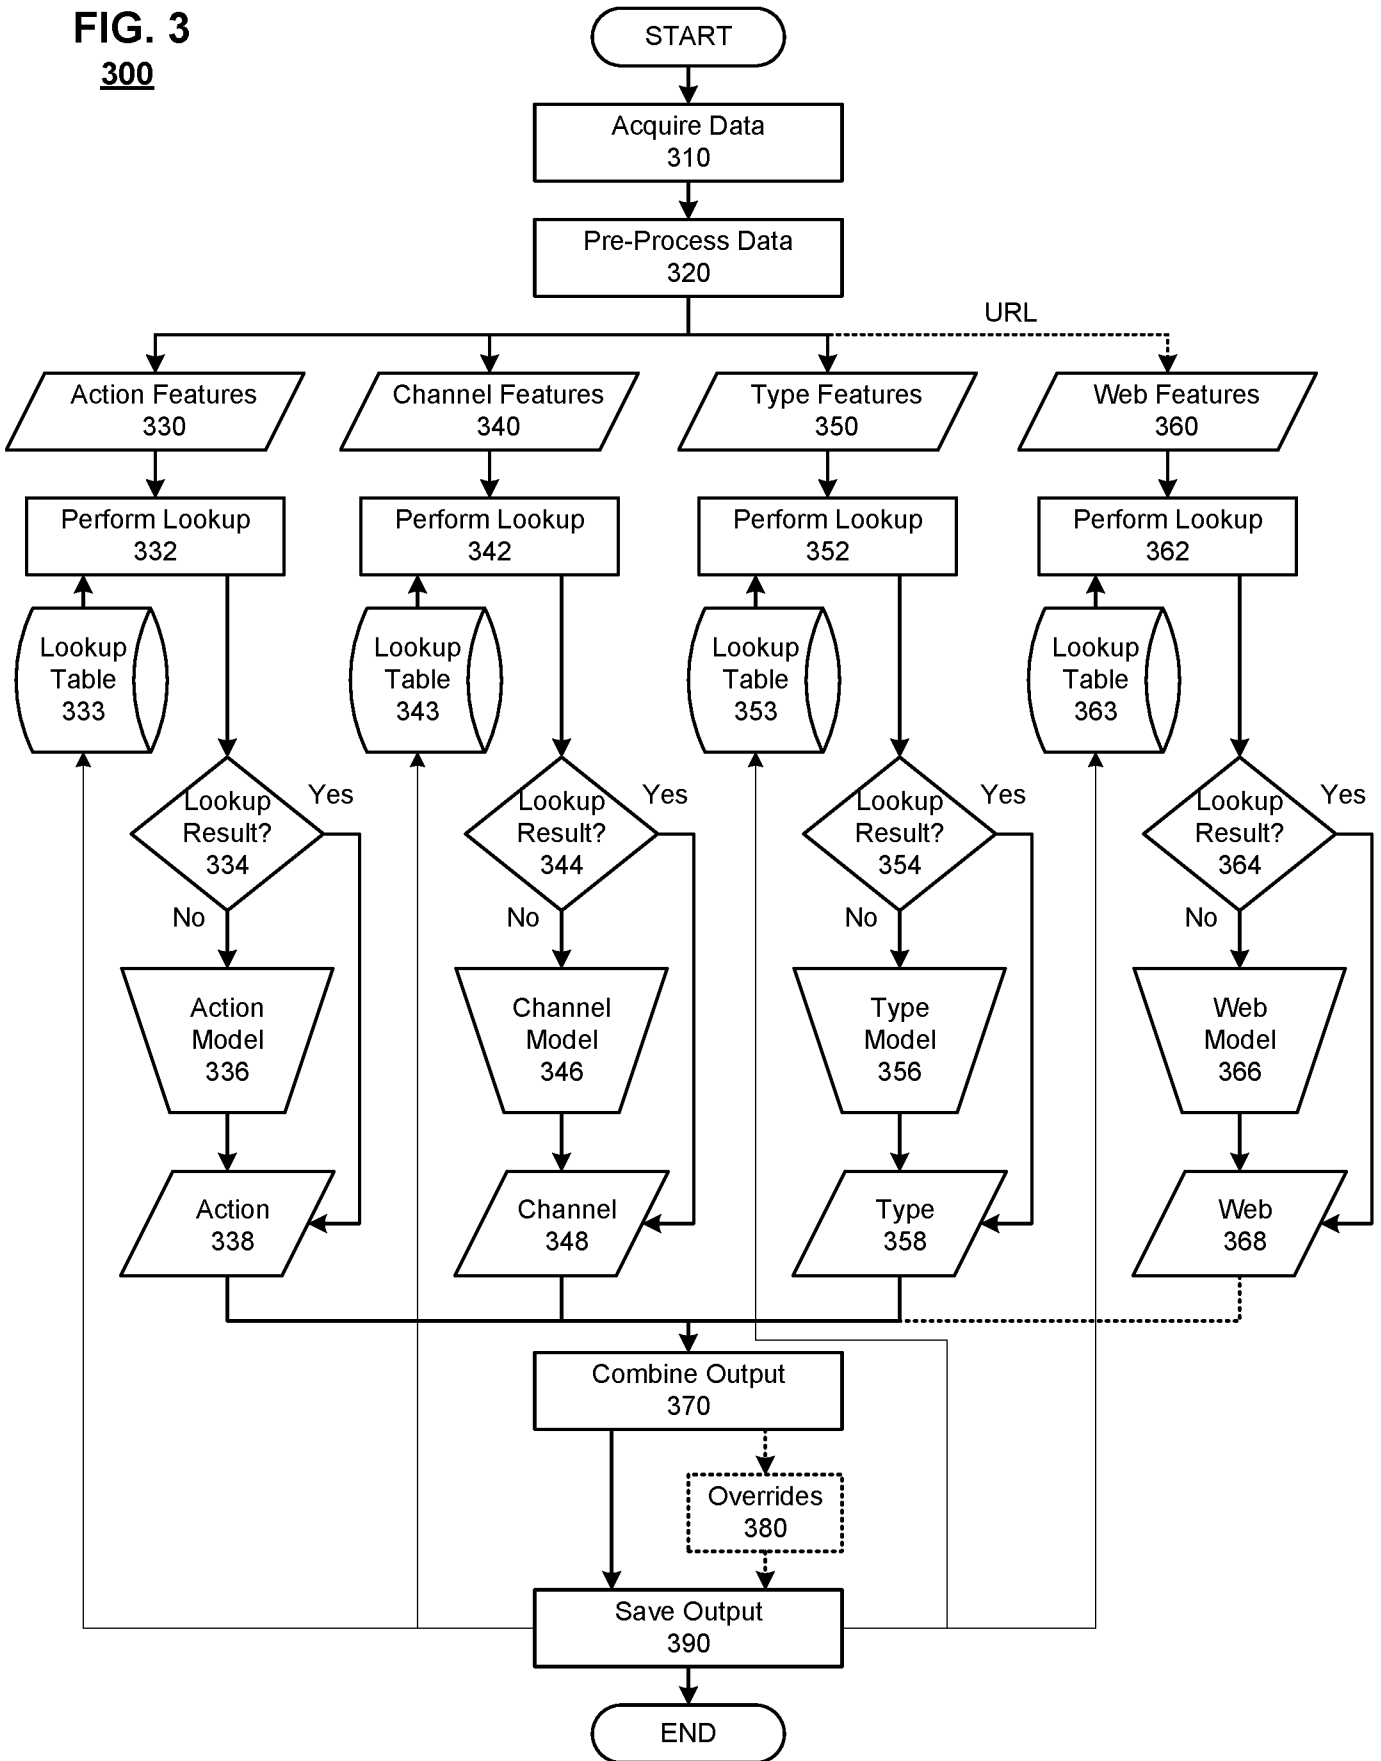 FIG. 3
300
START
Acquire Data
310
Pre-Process Data
320
URL
Action Features
330
Channel Features
340
Type Features
350
Web Features
360
Perform Lookup
332
Perform Lookup
342
Perform Lookup
352
Perform Lookup
362
Lookup
Table
333
Lookup
Table
343
Lookup
Table
353
Lookup
Table
363
Lookup
Result?
334
Yes
No
Lookup
Result?
344
Yes
No
Lookup
Result?
354
Yes
No
Lookup
Result?
364
Yes
No
Action
Model
336
Channel
Model
346
Type
Model
356
Web
Model
366
Action
338
Channel
348
Type
358
Web
368
Combine Output
370
Overrides
380
Save Output
390
END